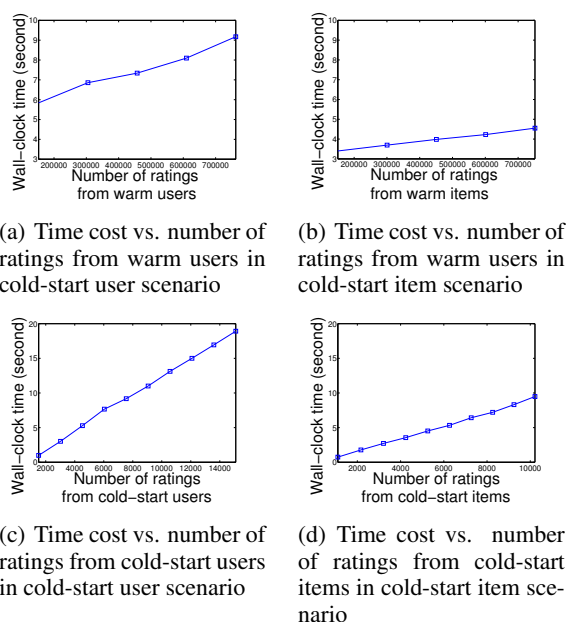 10
9
8
7
6
5
4
3
Wall−clock time (second)
200000 300000 400000 500000 600000 700000
Number of ratings
from warm users
10
9
8
7
6
5
4
3
Wall−clock time (second)
200000 300000 400000 500000 600000 700000
Number of ratings
from warm items
(a) Time cost vs. number of
ratings from warm users in
cold-start user scenario
(b) Time cost vs. number of
ratings from warm users in
cold-start item scenario
20
15
10
5
0
Wall−clock time (second)
2000 4000 6000 8000 10000 12000 14000
Number of ratings
from cold−start users
20
15
10
5
0
Wall−clock time (second)
2000 4000 6000 8000 10000
Number of ratings
from cold−start items
(c) Time cost vs. number of
ratings from cold-start users
in cold-start user scenario
(d) Time cost vs. number
of ratings from cold-start
items in cold-start item sce-
nario